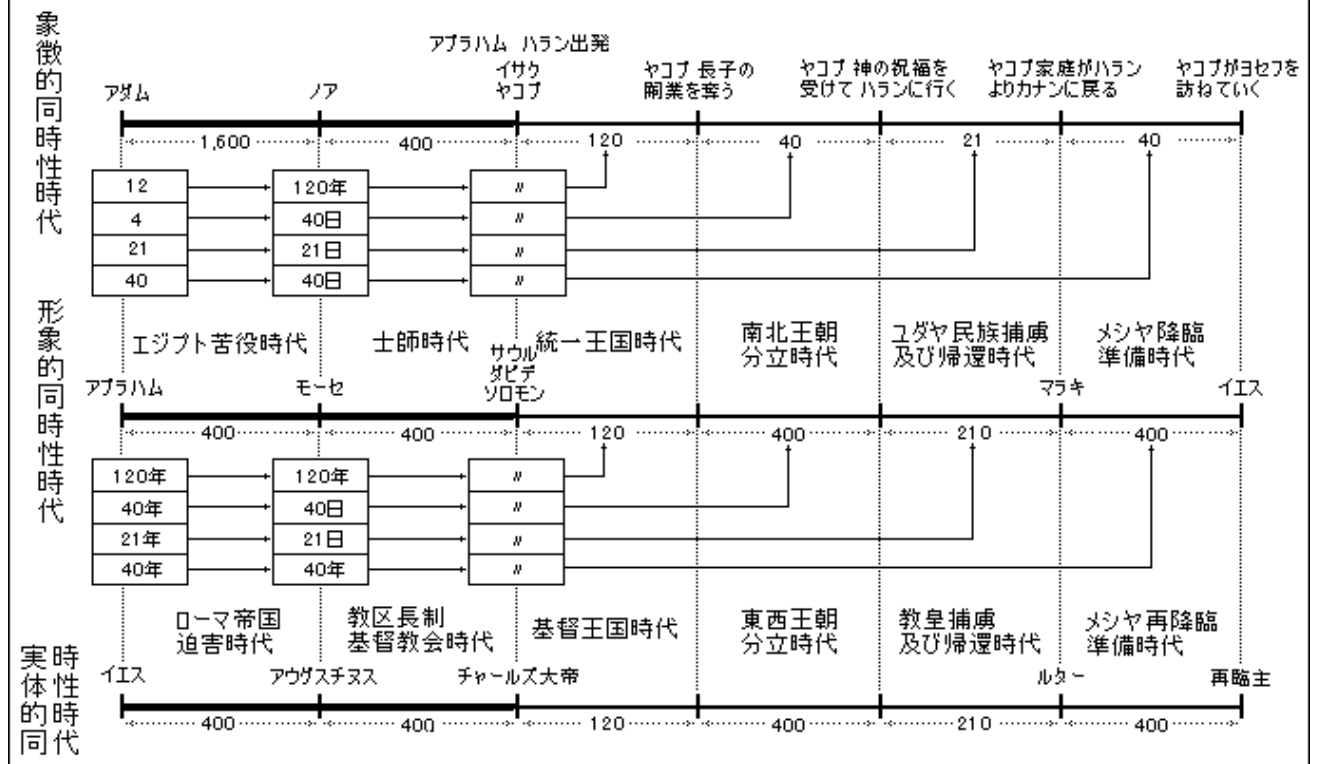 象徴的同時性時代
アブラハム ハラン出発
イサク
ヤコブ
アダム
ノア
ヤコブ 長子の
嗣業を奪う
ヤコブ 神の祝福を
受けて ハランに行く
ヤコブ家庭がハラン
よりカナンに戻る
ヤコブがヨセフを
訪ねていく
1,600
400
120
40
21
40
12
120年
〃
4
40日
〃
21
21日
〃
40
40日
〃
形象的同時性時代
エジプト苦役時代
士師時代
統一王国時代
南北王朝
分立時代
ユダヤ民族捕虜
及び帰還時代
メシヤ降臨
準備時代
アブラハム
モーセ
サウル
ダビデ
ソロモン
マラキ
イエス
400
400
120
400
210
400
120年
120年
〃
40年
40日
〃
21年
21日
〃
40年
40年
〃
実体的同
時性時代
ローマ帝国
迫害時代
教区長制
基督教会時代
基督王国時代
東西王朝
分立時代
教皇捕虜
及び帰還時代
メシヤ再降臨
準備時代
イエス
アウグスチヌス
チャールズ大帝
ルター
再臨主
400
400
120
400
210
400